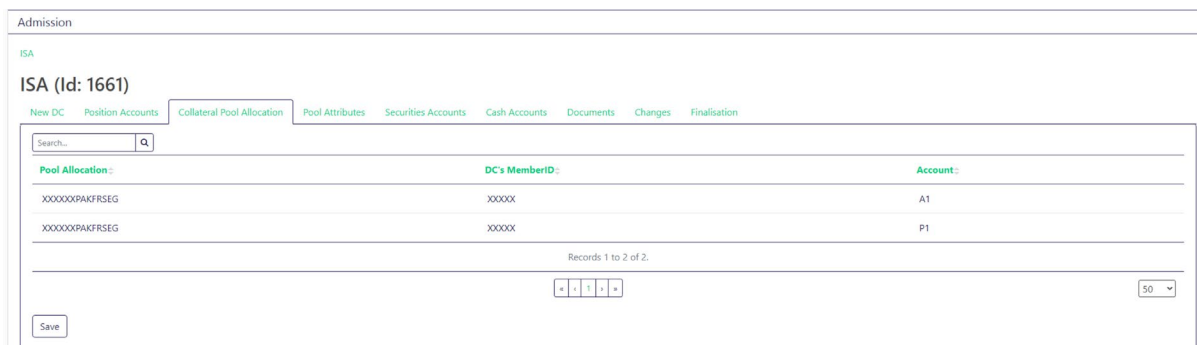 Admission
ISA
ISA (Id: 1661)
New DC Position Accounts Collateral Pool Allocation Pool Attributes Securities Accounts Cash Accounts Documents Changes Finalisation
Search...
Pool Allocation DC's MemberID Account
XXXXXXPAKFRSEG XXXXX A1
XXXXXXPAKFRSEG XXXXX P1
Records 1 to 2 of 2.
« ‹ 1 › » 50
Save